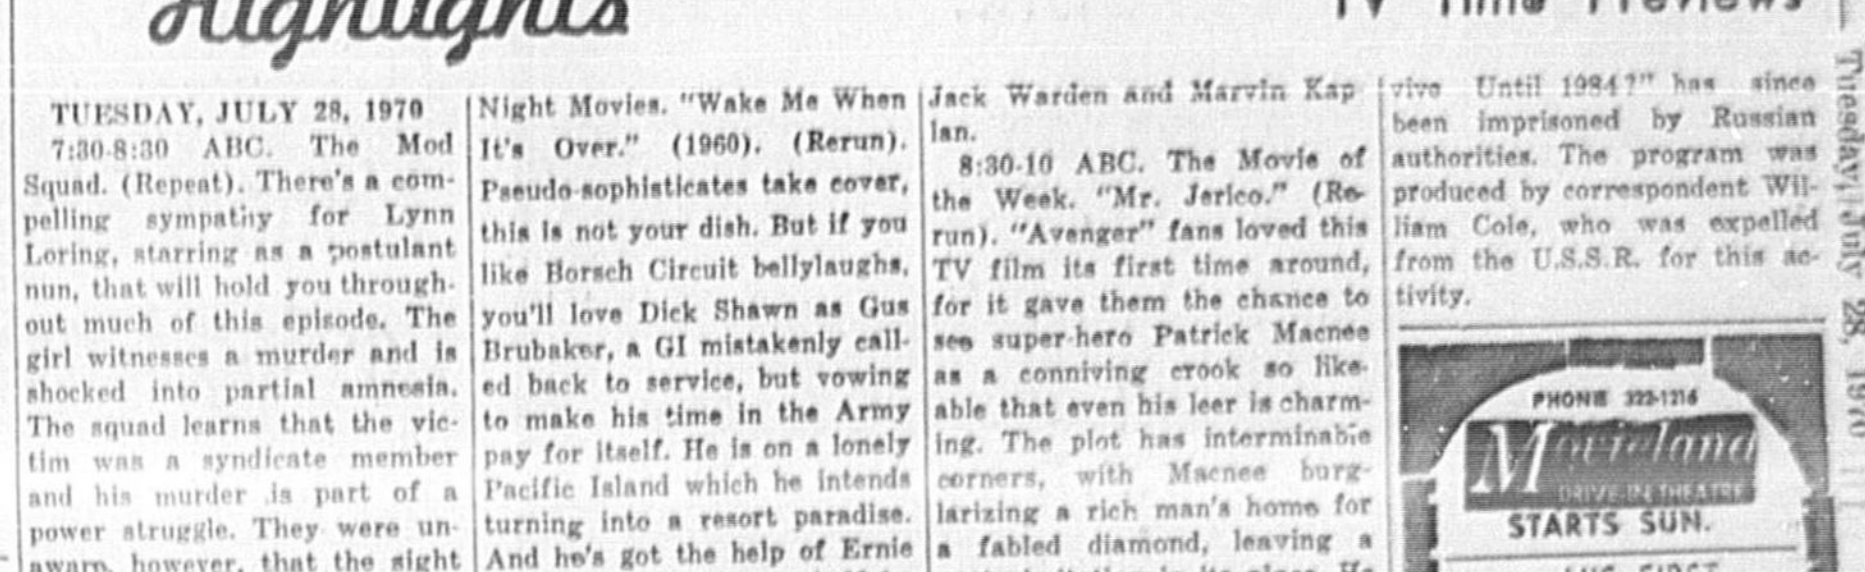 Highlights
TV Time Previews
TUESDAY, JULY 28, 1970
7:30-8:30 ABC. The Mod
Squad. (Repeat). There's a com-
pelling sympathy for Lynn
Loring, starring as a postulant
nun, that will hold you through-
out much of this episode. The
girl witnesses a murder and is
shocked into partial amnesia.
The squad learns that the vic-
tim was a syndicate member
and his murder is part of a
power struggle. They were un-
aware, however, that the sight
Night Movies. "Wake Me When
It's Over." (1960). (Rerun).
Pseudo-sophisticates take cover,
this is not your dish. But if you
like Borsch Circuit bellylaughs,
you'll love Dick Shawn as Gus
Brubaker, a GI mistakenly call-
ed back to service, but vowing
to make his time in the Army
pay for itself. He is on a lonely
Pacific Island which he intends
turning into a resort paradise.
And he's got the help of Ernie
Jack Warden and Marvin Kap
lan.
8:30-10 ABC. The Movie of
the Week. "Mr. Jerico." (Re-
run). "Avenger" fans loved this
TV film its first time around,
for it gave them the chance to
see super-hero Patrick Macnee
as a conniving crook so like-
able that even his leer is charm-
ing. The plot has interminable
corners, with Macnee burg-
larizing a rich man's home for
a fabled diamond, leaving a
vive Until 1984?" has since
been imprisoned by Russian
authorities. The program was
produced by correspondent Wil-
liam Cole, who was expelled
from the U.S.S.R. for this ac-
tivity.
PHONE 322-1216
Movieland
DRIVE-IN THEATRE
STARTS SUN.
Tuesday, July 28, 1970